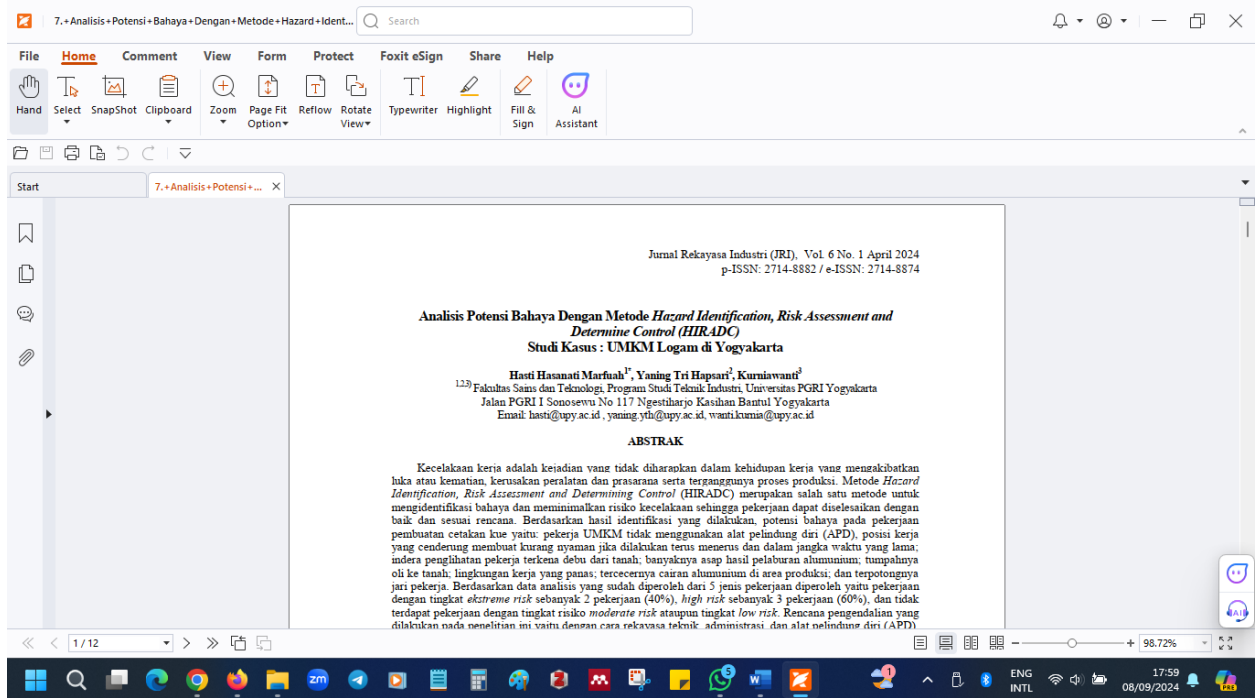 7.+Analisis+Potensi+Bahaya+Dengan+Metode+Hazard+Ident...
Search
File Home Comment View Form Protect Foxit eSign Share Help
Hand Select SnapShot Clipboard Zoom Page Fit Option Reflow Rotate View Typewriter Highlight Fill & Sign AI Assistant
Start
7.+Analisis+Potensi+...
Jurnal Rekayasa Industri (JRI), Vol. 6 No. 1 April 2024
p-ISSN: 2714-8882 / e-ISSN: 2714-8874
Analisis Potensi Bahaya Dengan Metode Hazard Identification, Risk Assessment and
Determine Control (HIRADC)
Studi Kasus : UMKM Logam di Yogyakarta
Hasti Hasanati Marfuah1*, Yaning Tri Hapsari2, Kurniawanti3
1,2,3) Fakultas Sains dan Teknologi, Program Studi Teknik Industri, Universitas PGRI Yogyakarta
Jalan PGRI I Sonosewu No 117 Ngestiharjo Kasihan Bantul Yogyakarta
Email: hasti@upy.ac.id , yaning.yth@upy.ac.id, wanti.kurnia@upy.ac.id
ABSTRAK
Kecelakaan kerja adalah kejadian yang tidak diharapkan dalam kehidupan kerja yang mengakibatkan
luka atau kematian, kerusakan peralatan dan prasarana serta terganggunya proses produksi. Metode Hazard
Identification, Risk Assessment and Determining Control (HIRADC) merupakan salah satu metode untuk
mengidentifikasi bahaya dan meminimalkan risiko kecelakaan sehingga pekerjaan dapat diselesaikan dengan
baik dan sesuai rencana. Berdasarkan hasil identifikasi yang dilakukan, potensi bahaya pada pekerjaan
pembuatan cetakan kue yaitu: pekerja UMKM tidak menggunakan alat pelindung diri (APD), posisi kerja
yang cenderung membuat kurang nyaman jika dilakukan terus menerus dan dalam jangka waktu yang lama;
indera penglihatan pekerja terkena debu dari tanah; banyaknya asap hasil peleburan alumunium; tumpahnya
oli ke tanah; lingkungan kerja yang panas; tercecernya cairan alumunium di area produksi; dan terpotongnya
jari pekerja. Berdasarkan data analisis yang sudah diperoleh dari 5 jenis pekerjaan diperoleh yaitu pekerjaan
dengan tingkat ekstreme risk sebanyak 2 pekerjaan (40%), high risk sebanyak 3 pekerjaan (60%), dan tidak
terdapat pekerjaan dengan tingkat risiko moderate risk ataupun tingkat low risk. Rencana pengendalian yang
dilakukan pada penelitian ini yaitu dengan cara rekayasa teknik, administrasi, dan alat pelindung diri (APD).
1 / 12
98.72%
ENG
INTL
17:59
08/09/2024